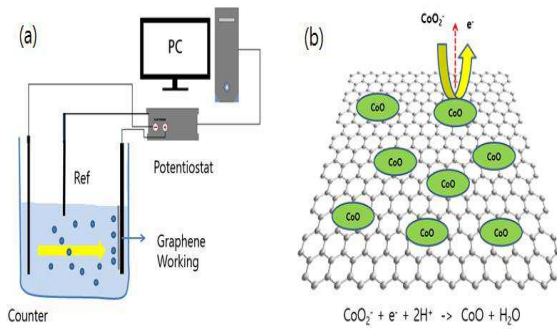 (a)
PC
Potentiostat
Ref
Graphene
Working
Counter
(b)
CoO₂⁻ e⁻
CoO
CoO
CoO
CoO
CoO
CoO
CoO
CoO
CoO₂⁻ + e⁻ + 2H⁺ -> CoO + H₂O